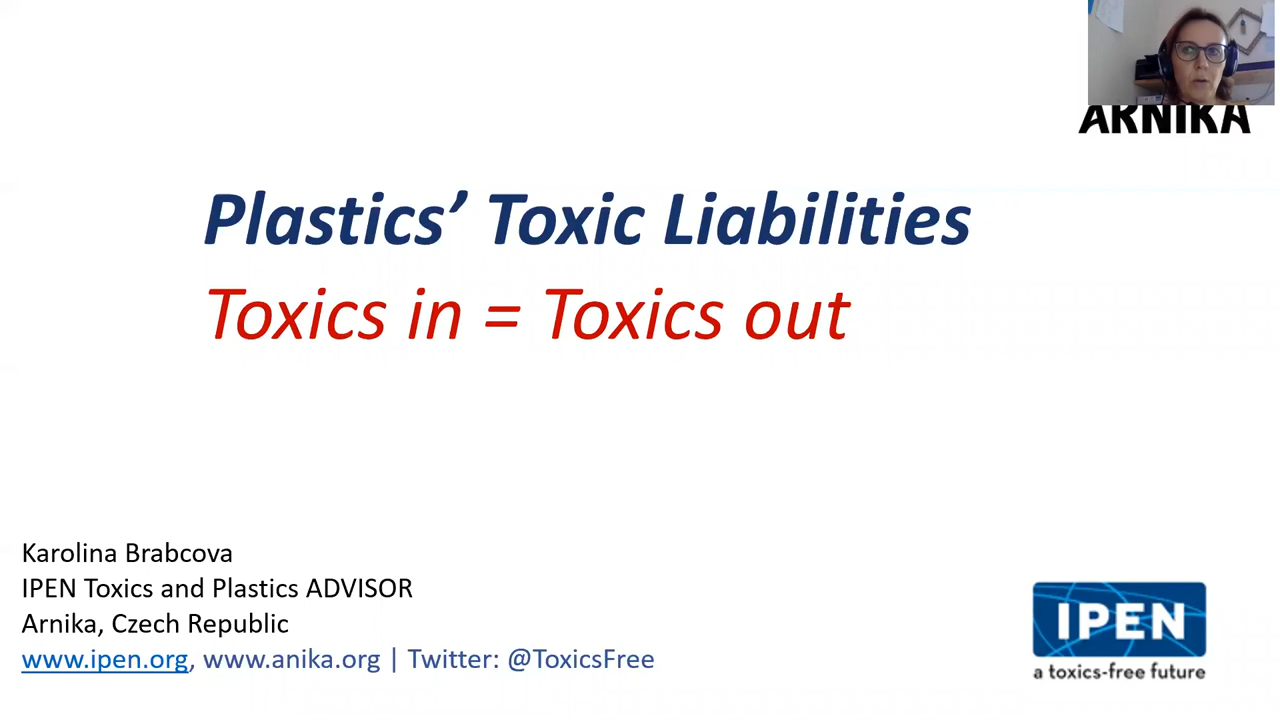 ARNIKA
Plastics’ Toxic Liabilities
Toxics in = Toxics out
Karolina Brabcova
IPEN Toxics and Plastics ADVISOR
Arnika, Czech Republic
www.ipen.org, www.anika.org | Twitter: @ToxicsFree
IPEN
a toxics-free future